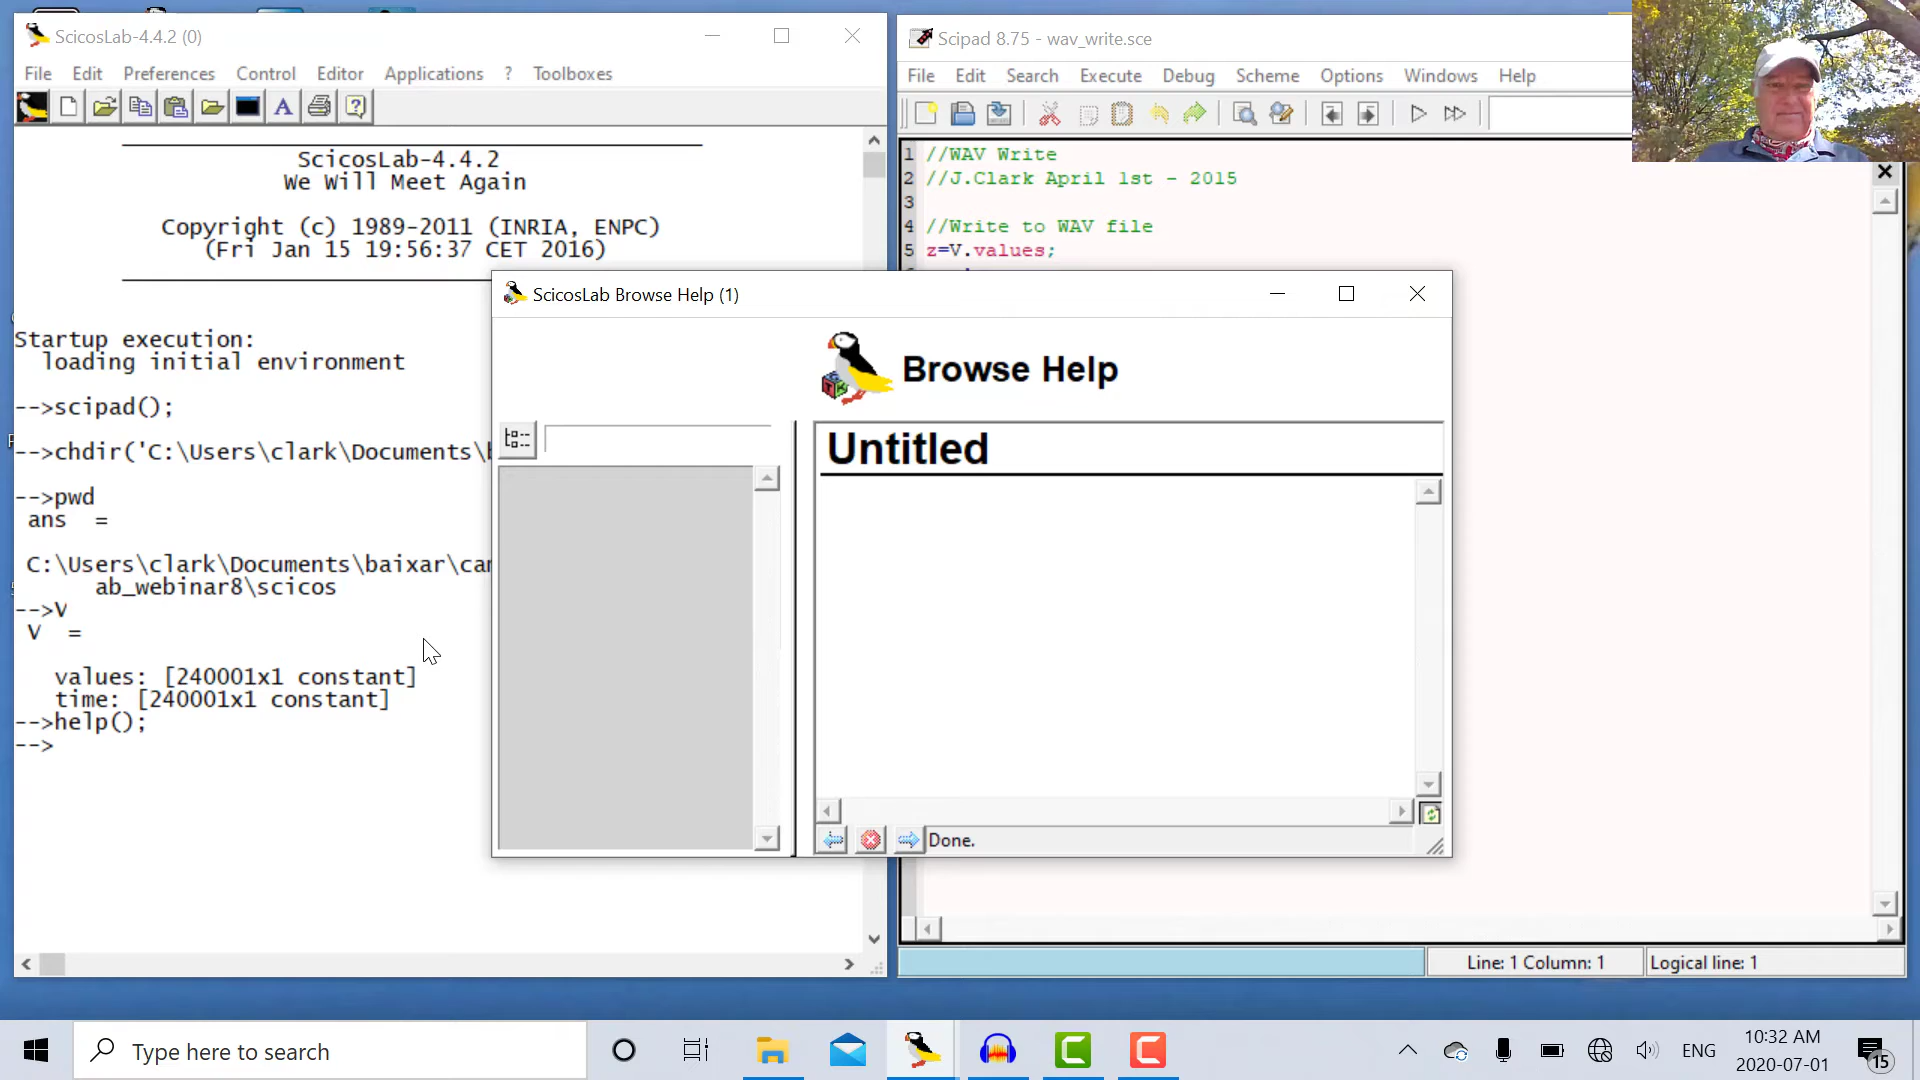 ScicosLab-4.4.2 (0)
File Edit Preferences Control Editor Applications ? Toolboxes
ScicosLab-4.4.2
We Will Meet Again
Copyright (c) 1989-2011 (INRIA, ENPC)
(Fri Jan 15 19:56:37 CET 2016)
Startup execution:
loading initial environment
-->scipad();
-->chdir('C:\Users\clark\Documents\
-->pwd
ans =
C:\Users\clark\Documents\baixar\
ab_webinar8\scicos
-->V
V =
values: [240001x1 constant]
time: [240001x1 constant]
-->help();
-->
Scipad 8.75 - wav_write.sce
File Edit Search Execute Debug Scheme Options Windows Help
1 //WAV Write
2 //J.Clark April 1st - 2015
3
4 //Write to WAV file
5 z=V.values;
Line: 1 Column: 1 Logical line: 1
ScicosLab Browse Help (1)
Browse Help
Untitled
Done.
Type here to search
ENG
10:32 AM
2020-07-01
15